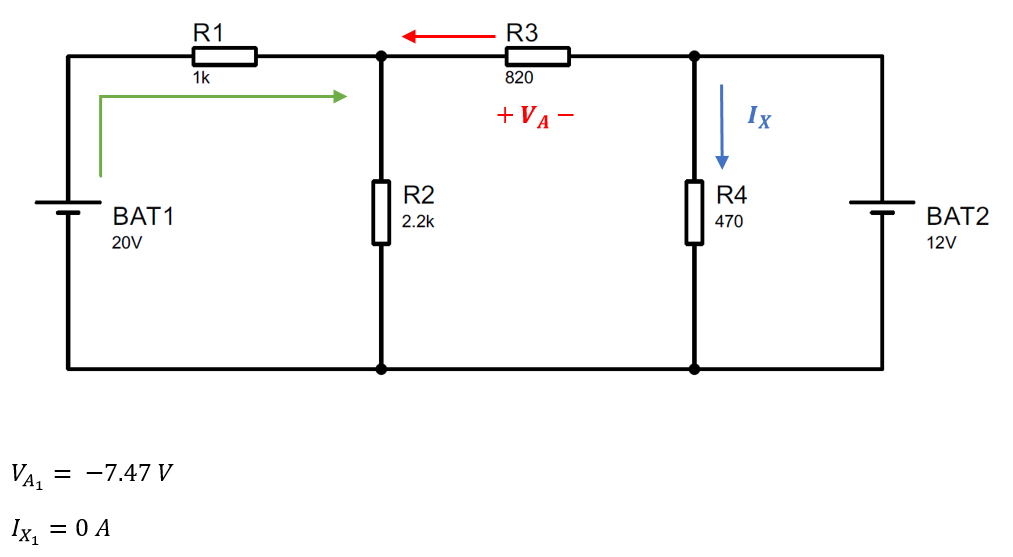 R1
R3
1k
820
+ V_A −
I_X
R2
2.2k
R4
470
BAT1
20V
BAT2
12V
V_{A_1} = −7.47 V
I_{X_1} = 0 A